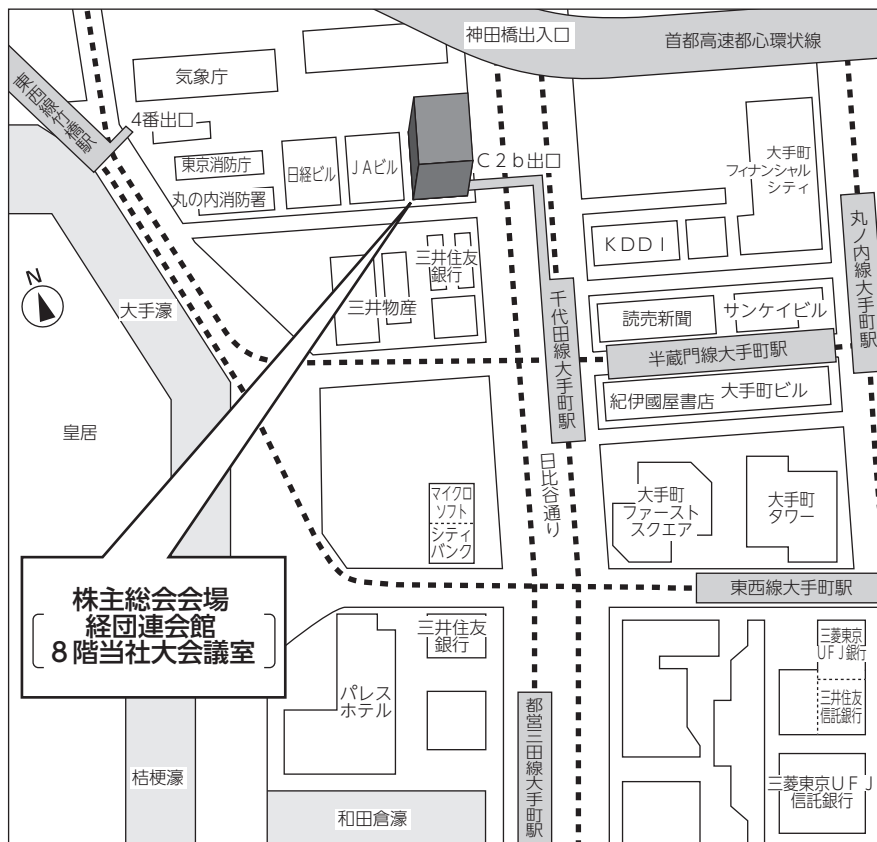 神田橋出入口
首都高速都心環状線
気象庁
東西線竹橋駅
4番出口
東京消防庁
丸の内消防署
日経ビル
JAビル
C2b出口
大手町
フィナンシャル
シティ
丸ノ内線大手町駅
KDDI
N
大手濠
三井住友
銀行
三井物産
千代田線大手町駅
読売新聞
サンケイビル
半蔵門線大手町駅
紀伊國屋書店
大手町ビル
皇居
日比谷通り
マイクロ
ソフト
シティ
バンク
大手町
ファースト
スクエア
大手町
タワー
東西線大手町駅
株主総会会場
経団連会館
8階当社大会議室
三井住友
銀行
パレス
ホテル
都営三田線大手町駅
三菱東京
UFJ銀行
三井住友
信託銀行
三菱東京UFJ
信託銀行
桔梗濠
和田倉濠